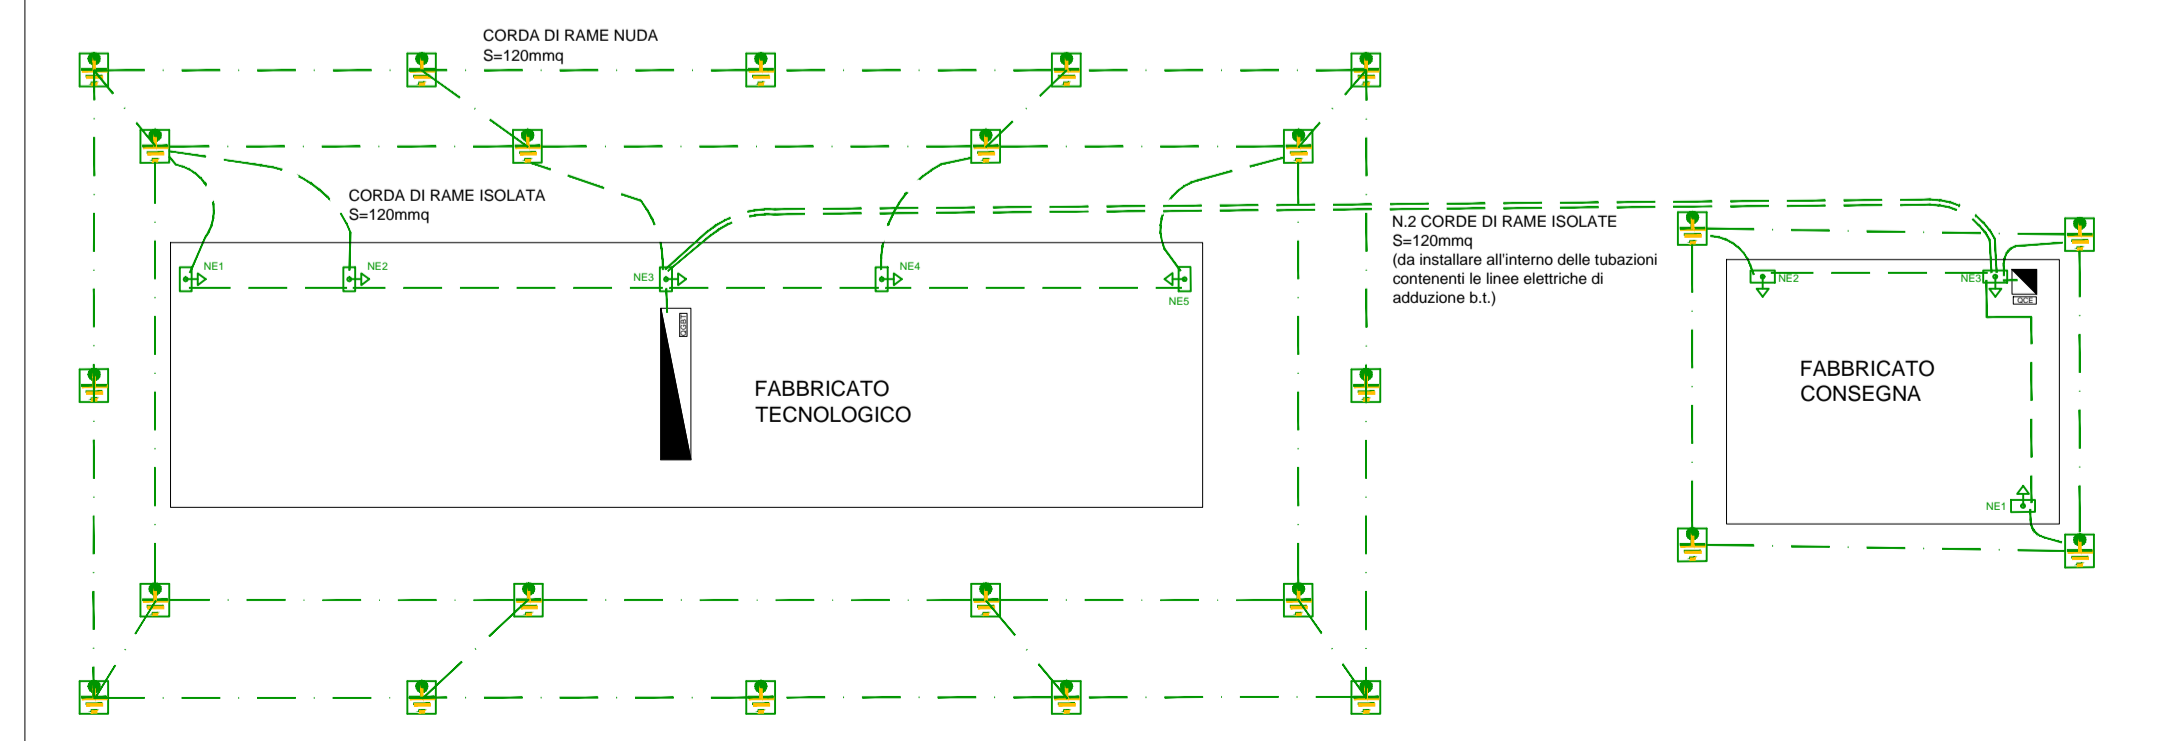 CORDA DI RAME NUDA
S=120mmq
CORDA DI RAME ISOLATA
S=120mmq
N.2 CORDE DI RAME ISOLATE
S=120mmq
(da installare all'interno delle tubazioni
contenenti le linee elettriche di
adduzione b.t.)
NE1
NE2
NE3
NE4
NE5
QGBT
FABBRICATO
TECNOLOGICO
NE2
NE3
QCE
FABBRICATO
CONSEGNA
NE1